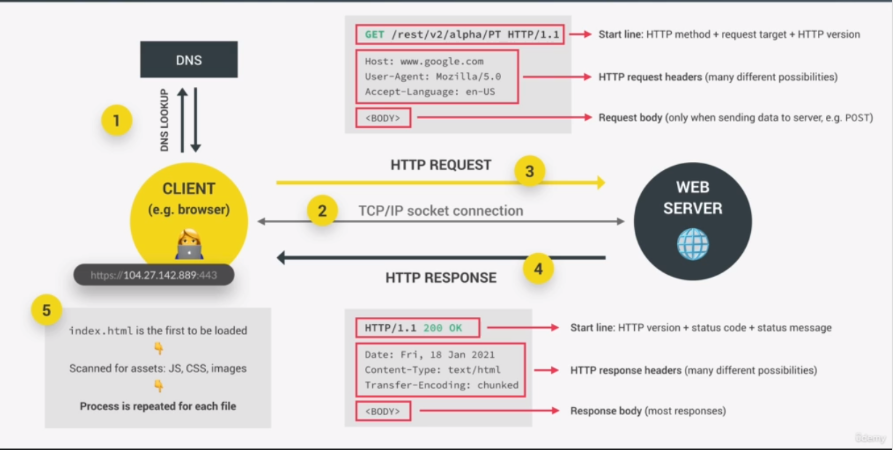 GET /rest/v2/alpha/PT HTTP/1.1
Start line: HTTP method + request target + HTTP version
Host: www.google.com
User-Agent: Mozilla/5.0
Accept-Language: en-US
HTTP request headers (many different possibilities)
<BODY>
Request body (only when sending data to server, e.g. POST)
DNS
1
DNS LOOKUP
CLIENT
(e.g. browser)
https://104.27.142.889:443
HTTP REQUEST
3
2
TCP/IP socket connection
WEB
SERVER
4
HTTP RESPONSE
5
index.html is the first to be loaded
Scanned for assets: JS, CSS, images
Process is repeated for each file
HTTP/1.1 200 OK
Start line: HTTP version + status code + status message
Date: Fri, 18 Jan 2021
Content-Type: text/html
Transfer-Encoding: chunked
HTTP response headers (many different possibilities)
<BODY>
Response body (most responses)
ûdemy